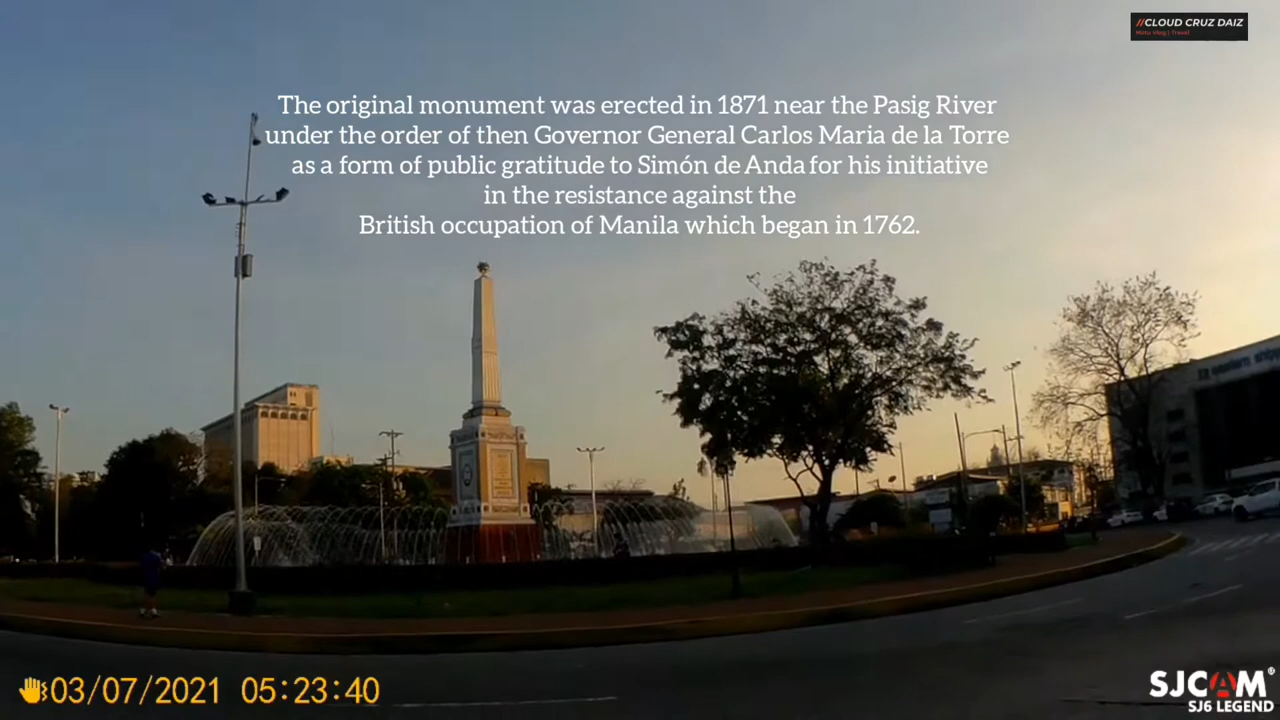 //CLOUD CRUZ DAIZ
Moto Vlog | Travel
The original monument was erected in 1871 near the Pasig River
under the order of then Governor General Carlos Maria de la Torre
as a form of public gratitude to Simón de Anda for his initiative
in the resistance against the
British occupation of Manila which began in 1762.
03/07/2021 05:23:40
SJCAM®
SJ6 LEGEND